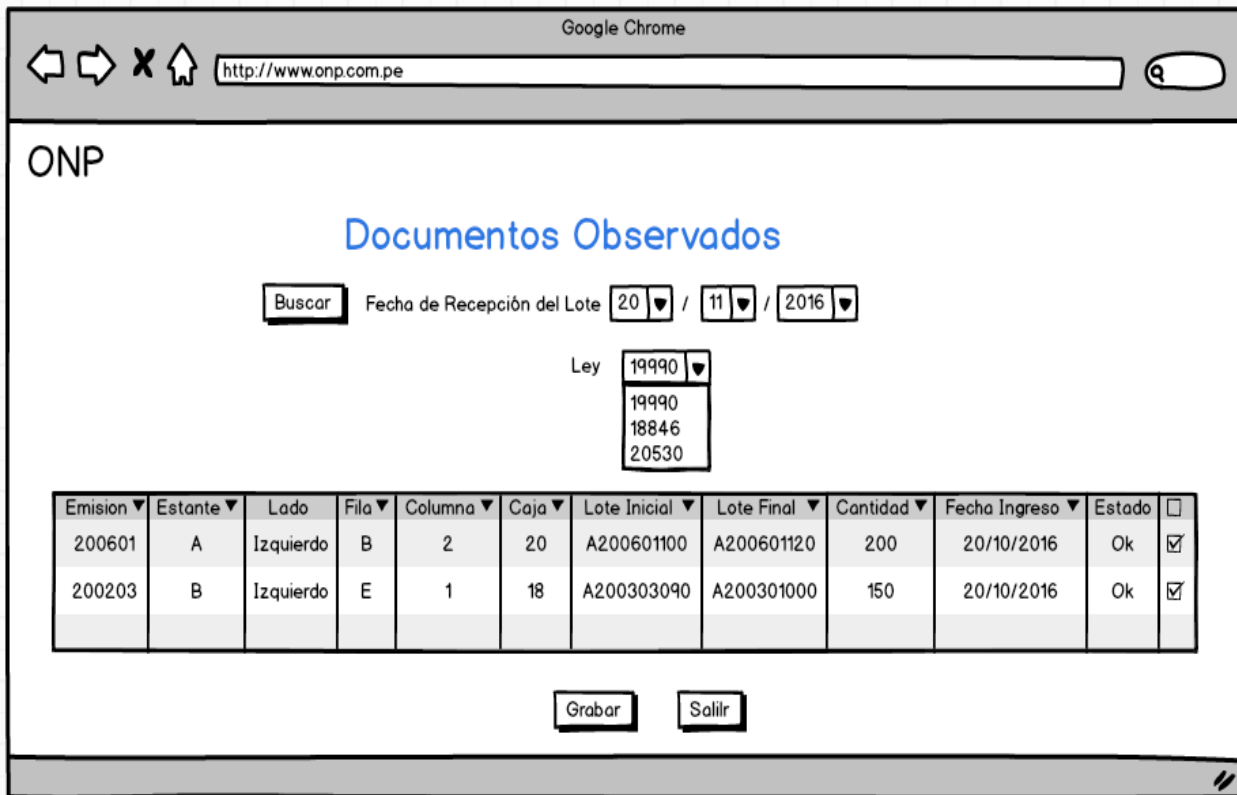 Google Chrome
http://www.onp.com.pe
ONP
Documentos Observados
Buscar Fecha de Recepción del Lote 20 / 11 / 2016
Ley 19990
19990
18846
20530
Emision Estante Lado Fila Columna Caja Lote Inicial Lote Final Cantidad Fecha Ingreso Estado
200601 A Izquierdo B 2 20 A200601100 A200601120 200 20/10/2016 Ok
200203 B Izquierdo E 1 18 A200303090 A200301000 150 20/10/2016 Ok
Grabar Salilr